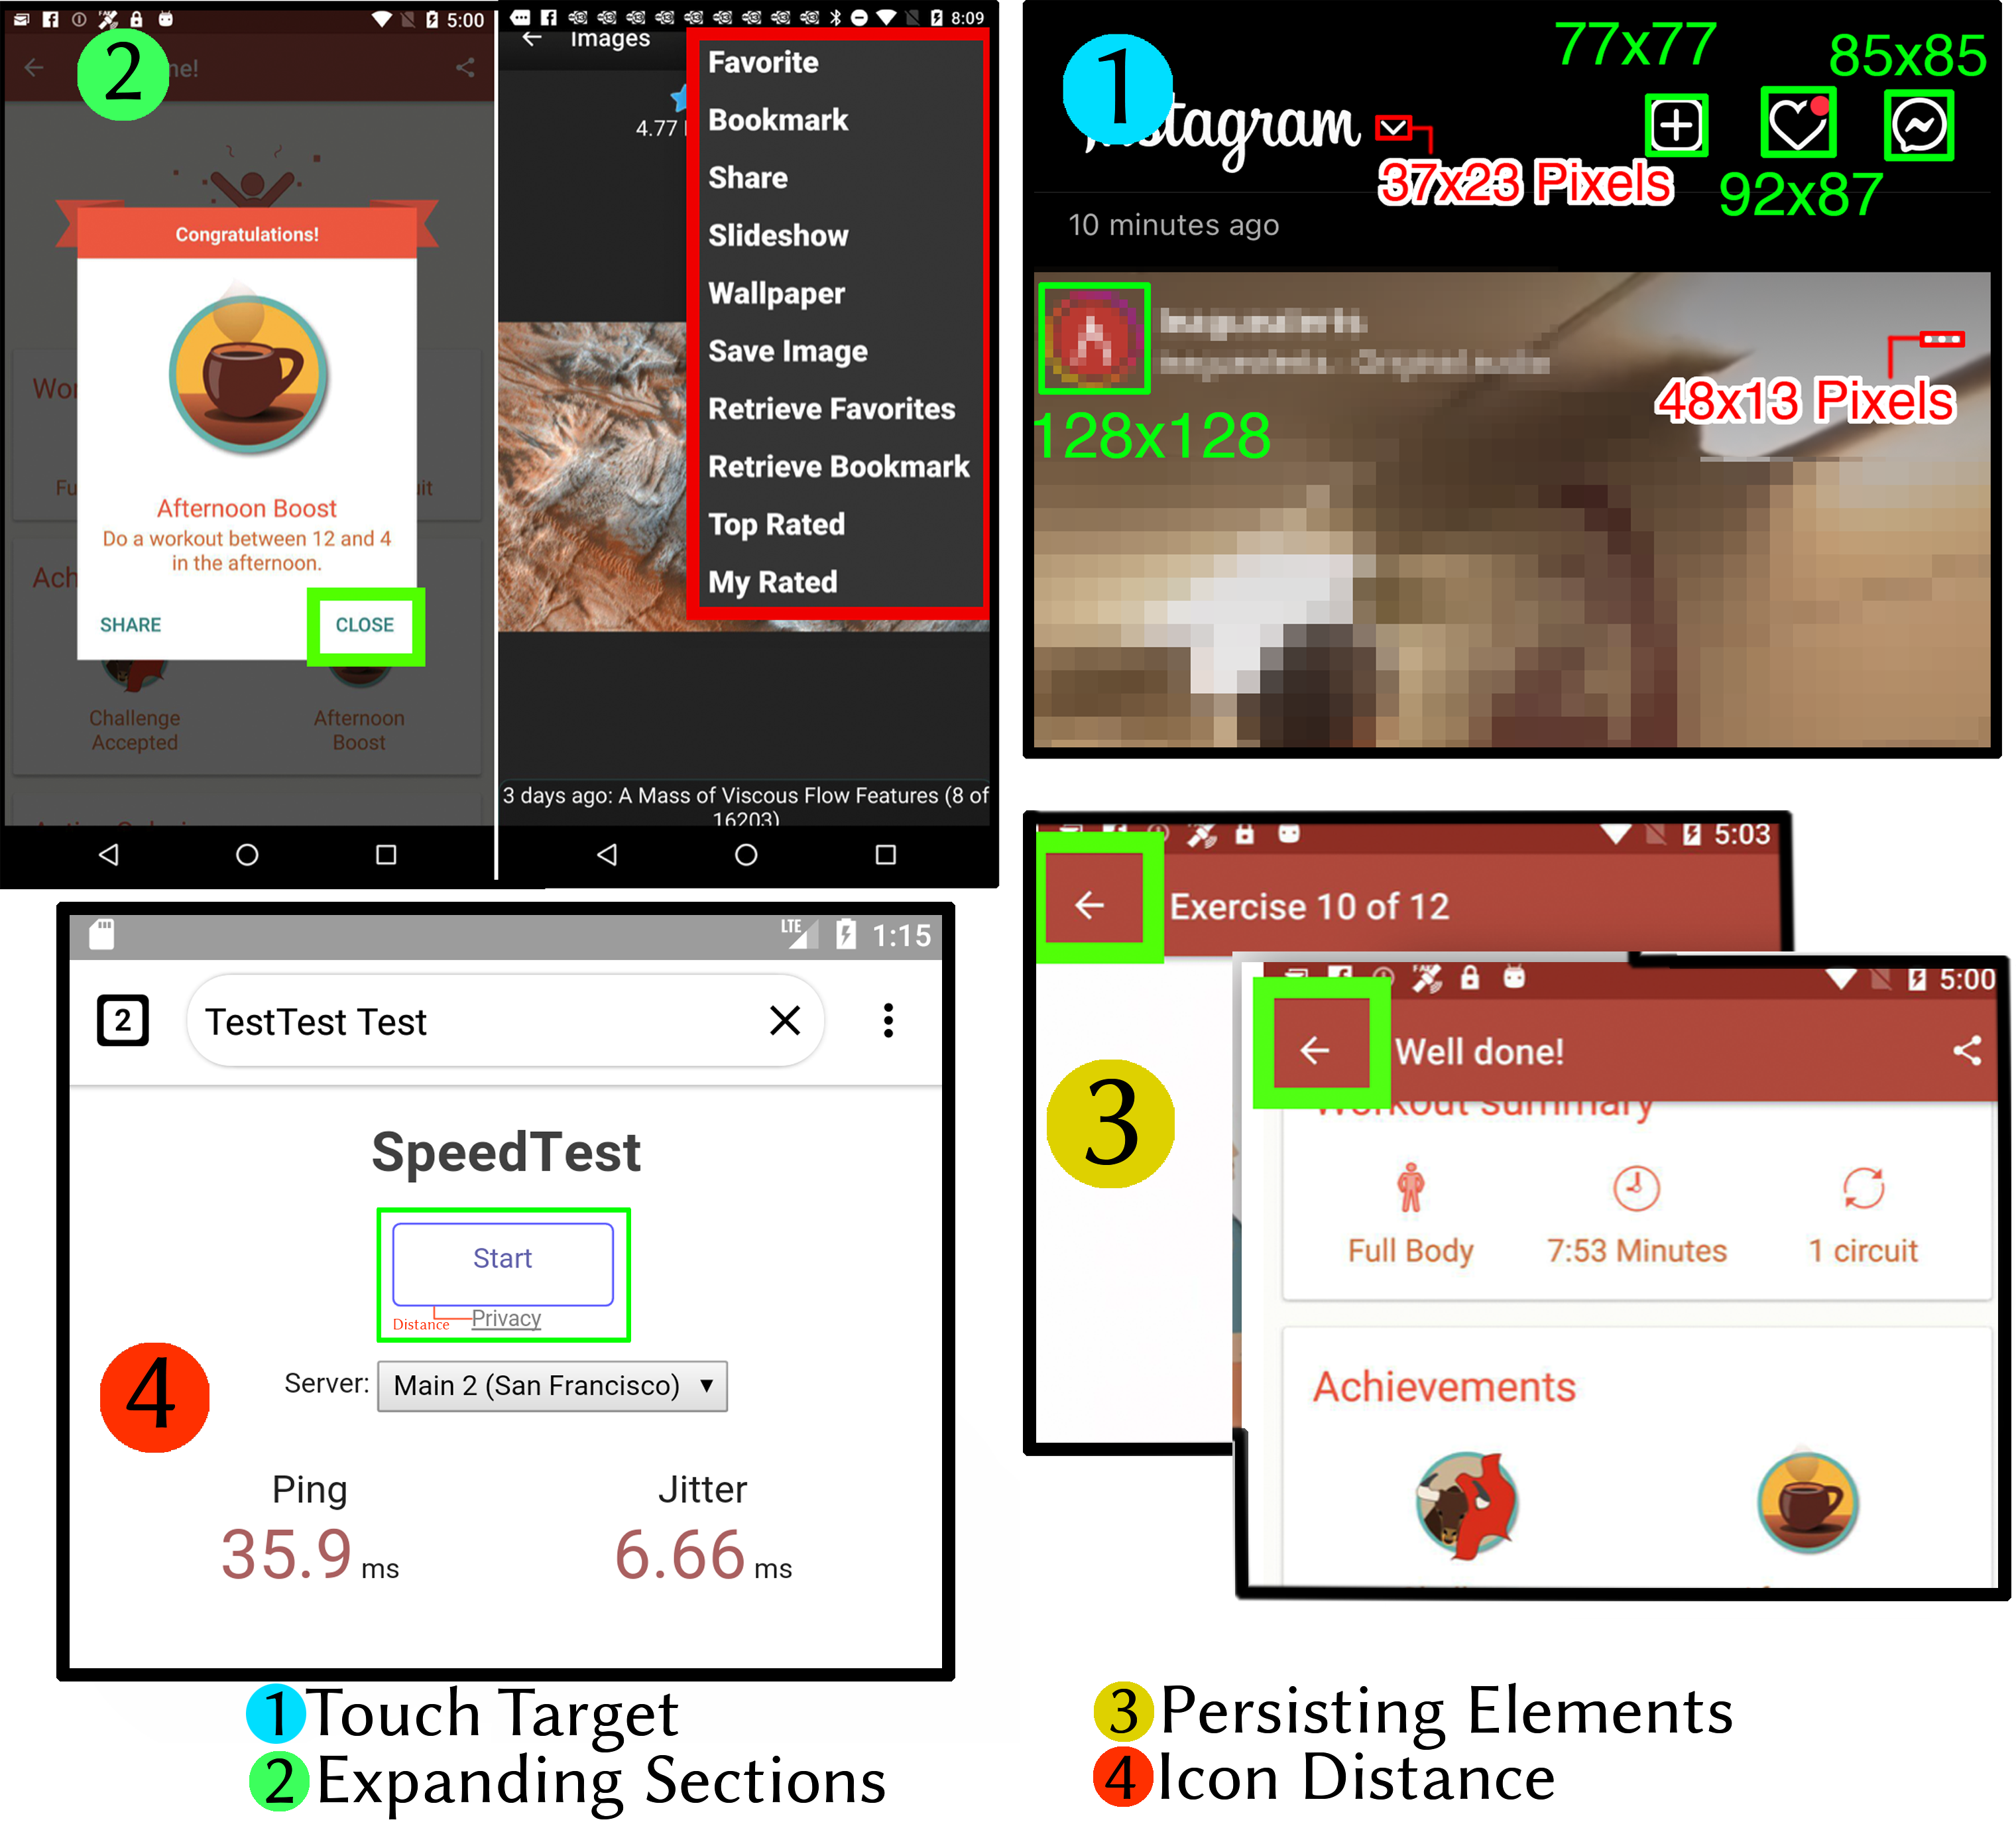 5:00
2
ne!
Congratulations!
Wor
Fu
uit
Afternoon Boost
Do a workout between 12 and 4
in the afternoon.
Ach
SHARE
CLOSE
Challenge
Accepted
Afternoon
Boost
8:09
Images
4.77
Favorite
Bookmark
Share
Slideshow
Wallpaper
Save Image
Retrieve Favorites
Retrieve Bookmark
Top Rated
My Rated
3 days ago: A Mass of Viscous Flow Features (8 of
16203)
1
77x77
85x85
Instagram
37x23 Pixels
92x87
10 minutes ago
128x128
48x13 Pixels
5:03
Exercise 10 of 12
3
5:00
Well done!
Workout summary
Full Body
7:53 Minutes
1 circuit
Achievements
LTE
1:15
2
TestTest Test
SpeedTest
Start
Distance
Privacy
4
Server:
Main 2 (San Francisco)
Ping
Jitter
35.9 ms
6.66 ms
1 Touch Target
2 Expanding Sections
3 Persisting Elements
4 Icon Distance